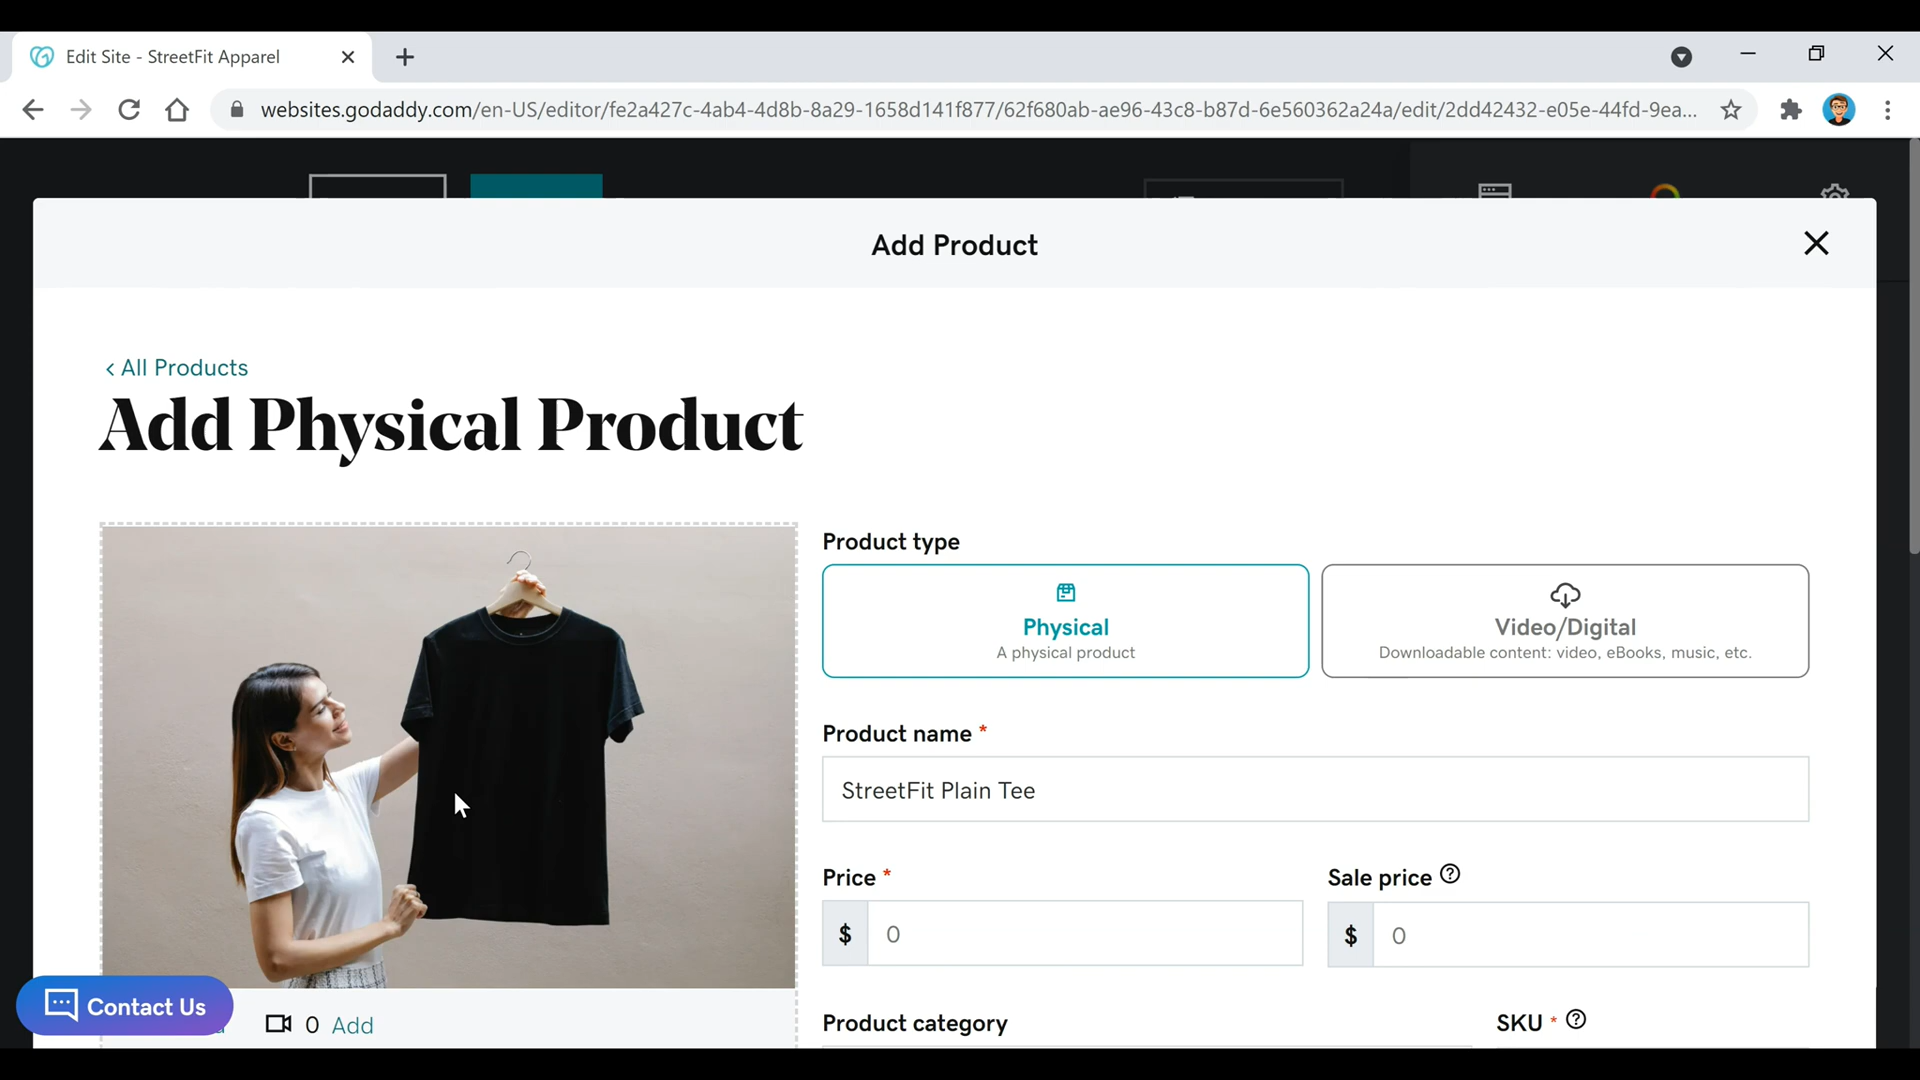 Edit Site - StreetFit Apparel
websites.godaddy.com/en-US/editor/fe2a427c-4ab4-4d8b-8a29-1658d141f877/62f680ab-ae96-43c8-b87d-6e560362a24a/edit/2dd42432-e05e-44fd-9ea...
Add Product
< All Products
Add Physical Product
Product type
Physical
A physical product
Video/Digital
Downloadable content: video, eBooks, music, etc.
Product name *
StreetFit Plain Tee
Price *
Sale price ?
$ 0
$ 0
Contact Us
0 Add
Product category
SKU * ?